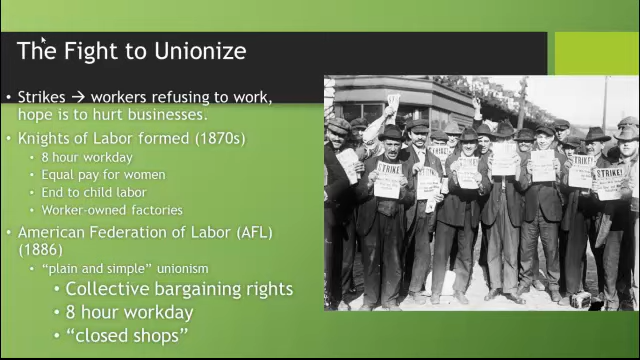 The Fight to Unionize
• Strikes → workers refusing to work,
hope is to hurt businesses.
• Knights of Labor formed (1870s)
• 8 hour workday
• Equal pay for women
• End to child labor
• Worker-owned factories
• American Federation of Labor (AFL)
(1886)
• “plain and simple” unionism
• Collective bargaining rights
• 8 hour workday
• “closed shops”
STRIKE!
STRIKE!
STRIKE!
STRIKE!